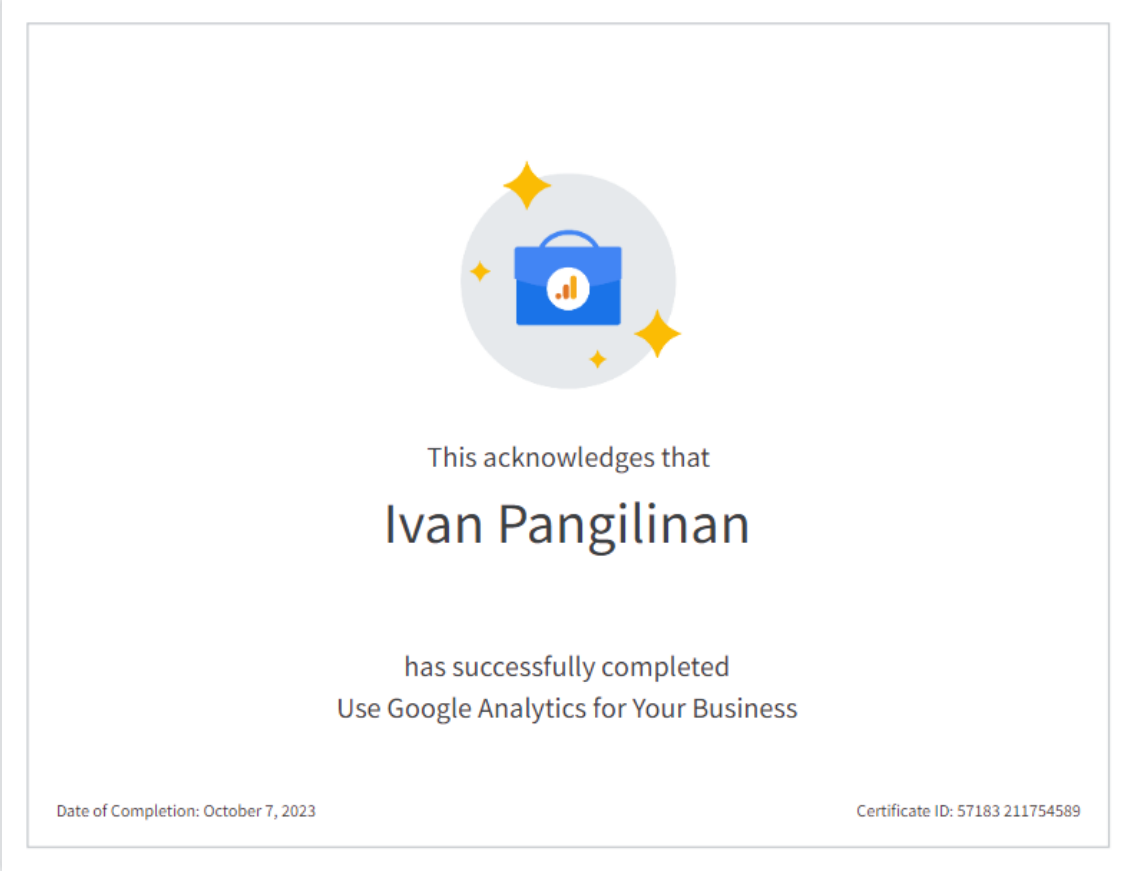 This acknowledges that
Ivan Pangilinan
has successfully completed
Use Google Analytics for Your Business
Date of Completion: October 7, 2023
Certificate ID: 57183 211754589